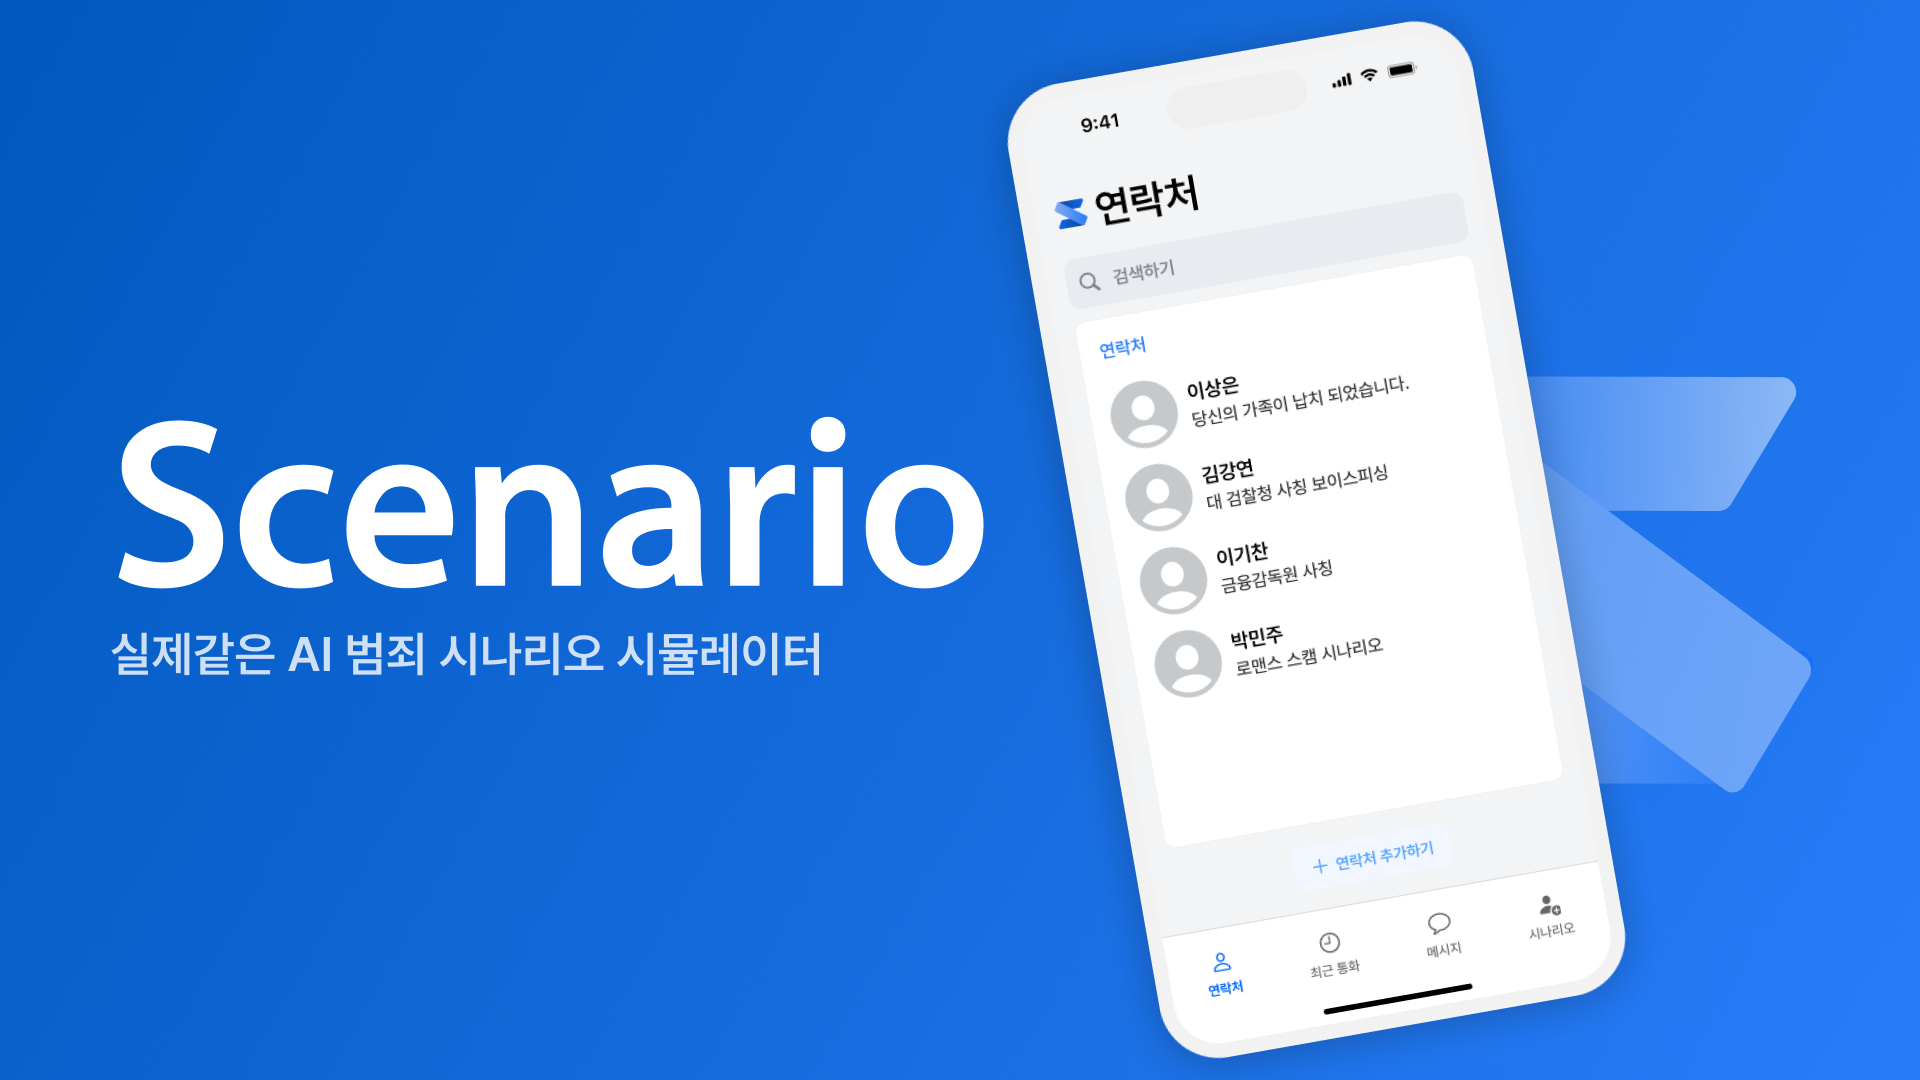 Scenario
실제같은 AI 범죄 시나리오 시뮬레이터
9:41
연락처
검색하기
연락처
이상은
당신의 가족이 납치 되었습니다.
김강연
대 검찰청 사칭 보이스피싱
이기찬
금융감독원 사칭
박민주
로맨스 스캠 시나리오
연락처 추가하기
연락처
최근 통화
메시지
시나리오